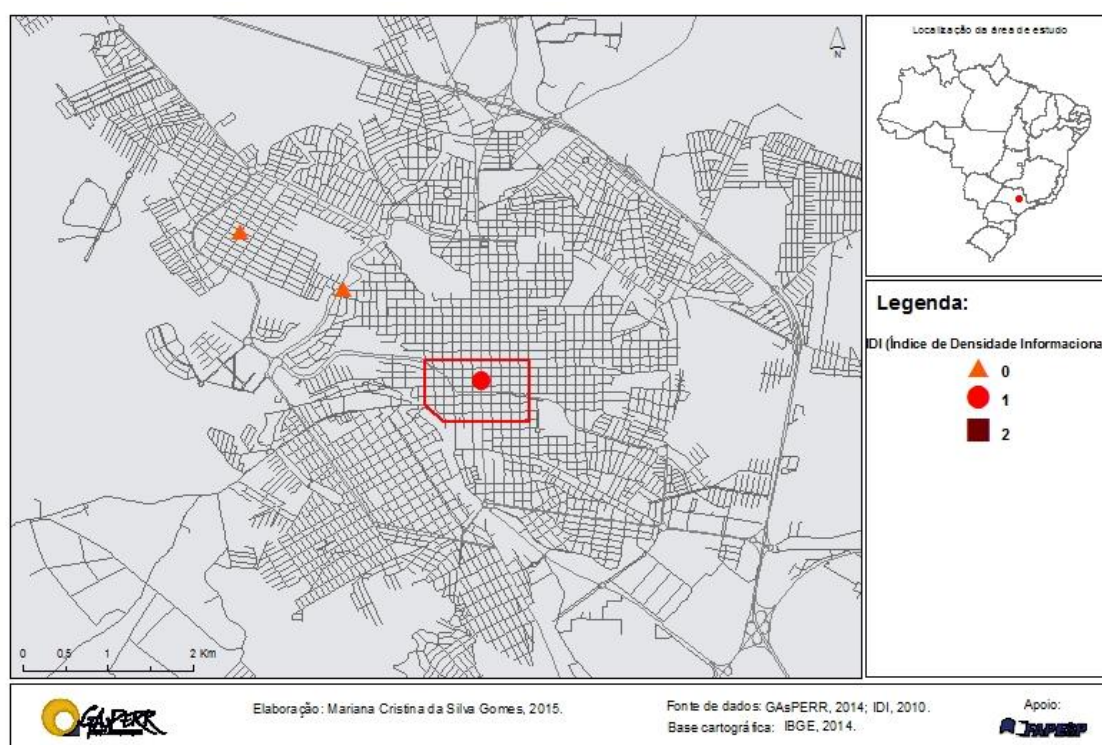 N
0 0,5 1 2 Km
Localização da área de estudo
Legenda:
IDI (Índice de Densidade Informaciona
0
1
2
GAsPERR
Elaboração: Mariana Cristina da Silva Gomes, 2015.
Fonte de dados: GAsPERR, 2014; IDI, 2010.
Base cartográfica: IBGE, 2014.
Apoio:
FAPESP